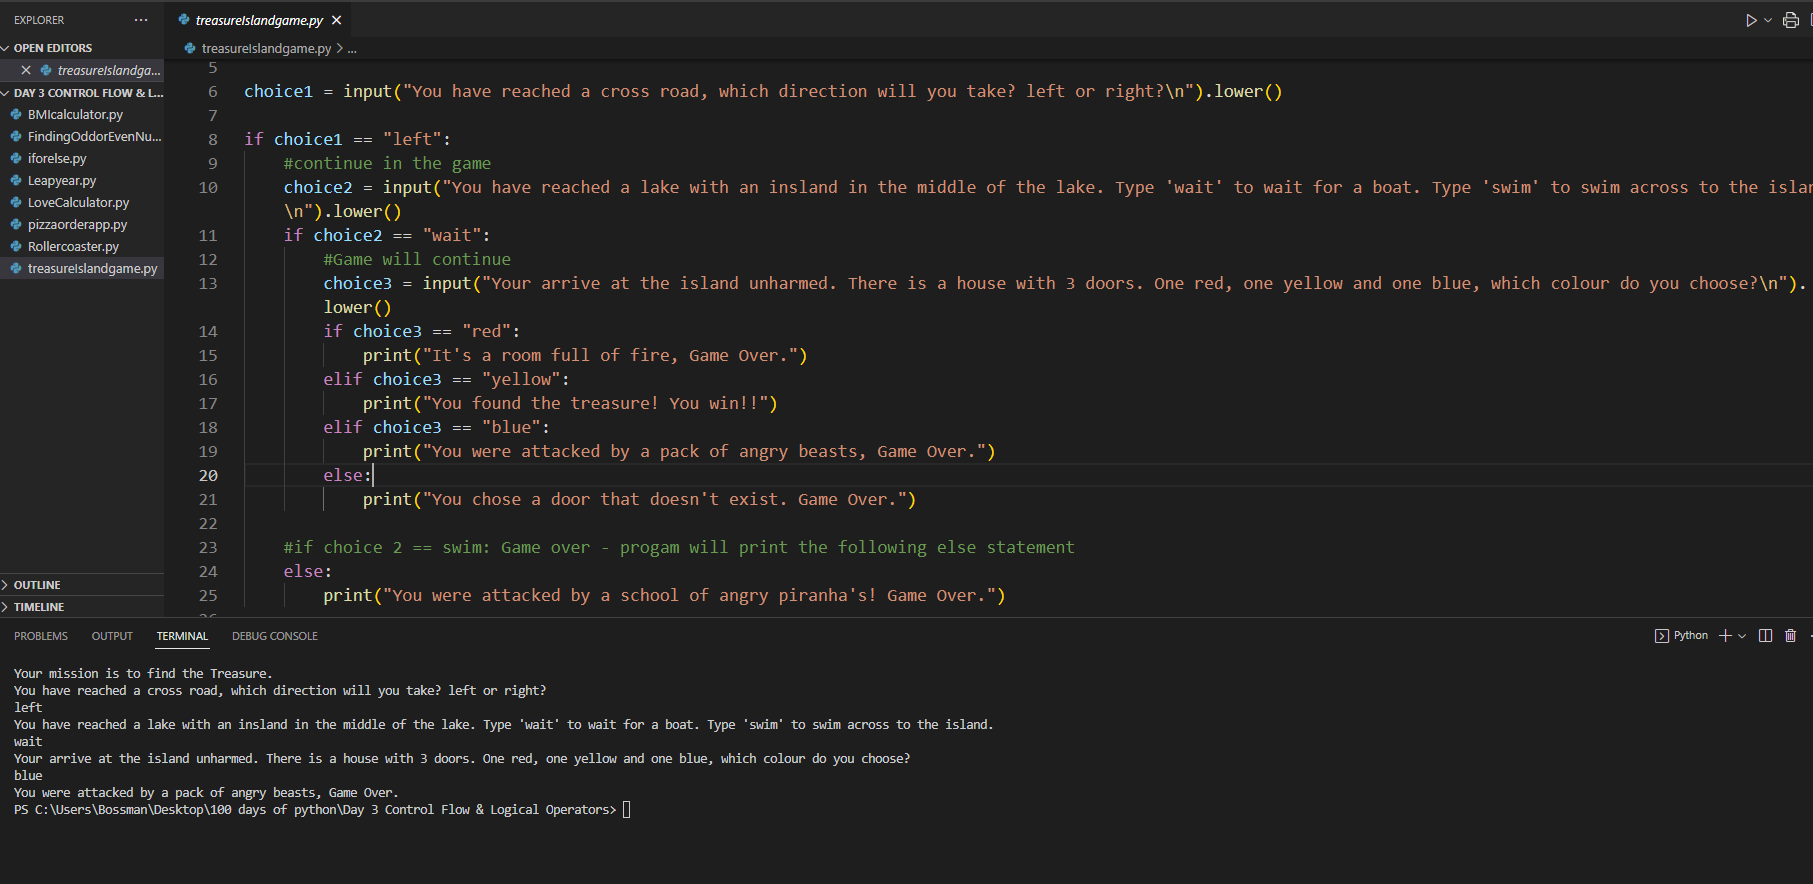 EXPLORER
···
OPEN EDITORS
treasureIslandga...
DAY 3 CONTROL FLOW & L...
BMIcalculator.py
FindingOddorEvenNu...
iforelse.py
Leapyear.py
LoveCalculator.py
pizzaorderapp.py
Rollercoaster.py
treasureIslandgame.py
OUTLINE
TIMELINE
treasureIslandgame.py
treasureIslandgame.py > ...
5
6 choice1 = input("You have reached a cross road, which direction will you take? left or right?\n").lower()
7
8 if choice1 == "left":
9 #continue in the game
10 choice2 = input("You have reached a lake with an insland in the middle of the lake. Type 'wait' to wait for a boat. Type 'swim' to swim across to the
\n").lower()
11 if choice2 == "wait":
12 #Game will continue
13 choice3 = input("Your arrive at the island unharmed. There is a house with 3 doors. One red, one yellow and one blue, which colour do you choose?\n").
lower()
14 if choice3 == "red":
15 print("It's a room full of fire, Game Over.")
16 elif choice3 == "yellow":
17 print("You found the treasure! You win!!")
18 elif choice3 == "blue":
19 print("You were attacked by a pack of angry beasts, Game Over.")
20 else:
21 print("You chose a door that doesn't exist. Game Over.")
22
23 #if choice 2 == swim: Game over - progam will print the following else statement
24 else:
25 print("You were attacked by a school of angry piranha's! Game Over.")
PROBLEMS OUTPUT TERMINAL DEBUG CONSOLE
Python
Your mission is to find the Treasure.
You have reached a cross road, which direction will you take? left or right?
left
You have reached a lake with an insland in the middle of the lake. Type 'wait' to wait for a boat. Type 'swim' to swim across to the island.
wait
Your arrive at the island unharmed. There is a house with 3 doors. One red, one yellow and one blue, which colour do you choose?
blue
You were attacked by a pack of angry beasts, Game Over.
PS C:\Users\Bossman\Desktop\100 days of python\Day 3 Control Flow & Logical Operators>